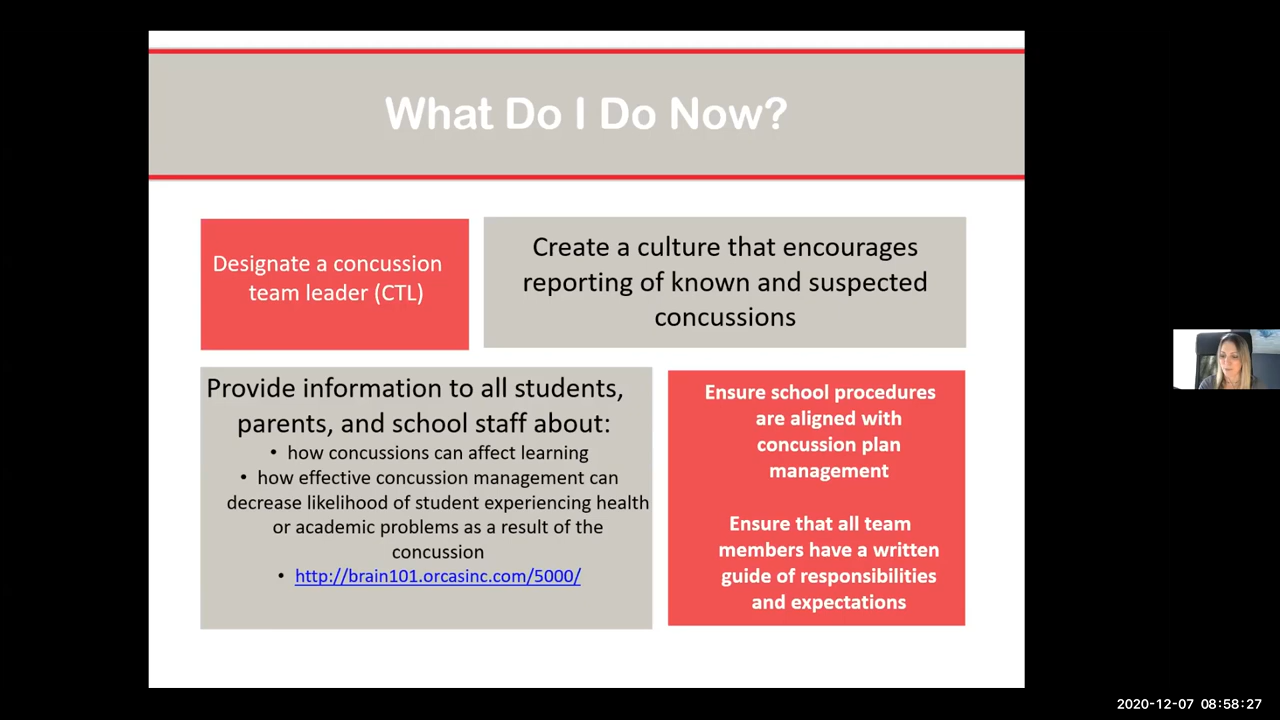 What Do I Do Now?
Designate a concussion
team leader (CTL)
Create a culture that encourages
reporting of known and suspected
concussions
Provide information to all students,
parents, and school staff about:
• how concussions can affect learning
• how effective concussion management can
decrease likelihood of student experiencing health
or academic problems as a result of the
concussion
• http://brain101.orcasinc.com/5000/
Ensure school procedures
are aligned with
concussion plan
management
Ensure that all team
members have a written
guide of responsibilities
and expectations
2020-12-07 08:58:27